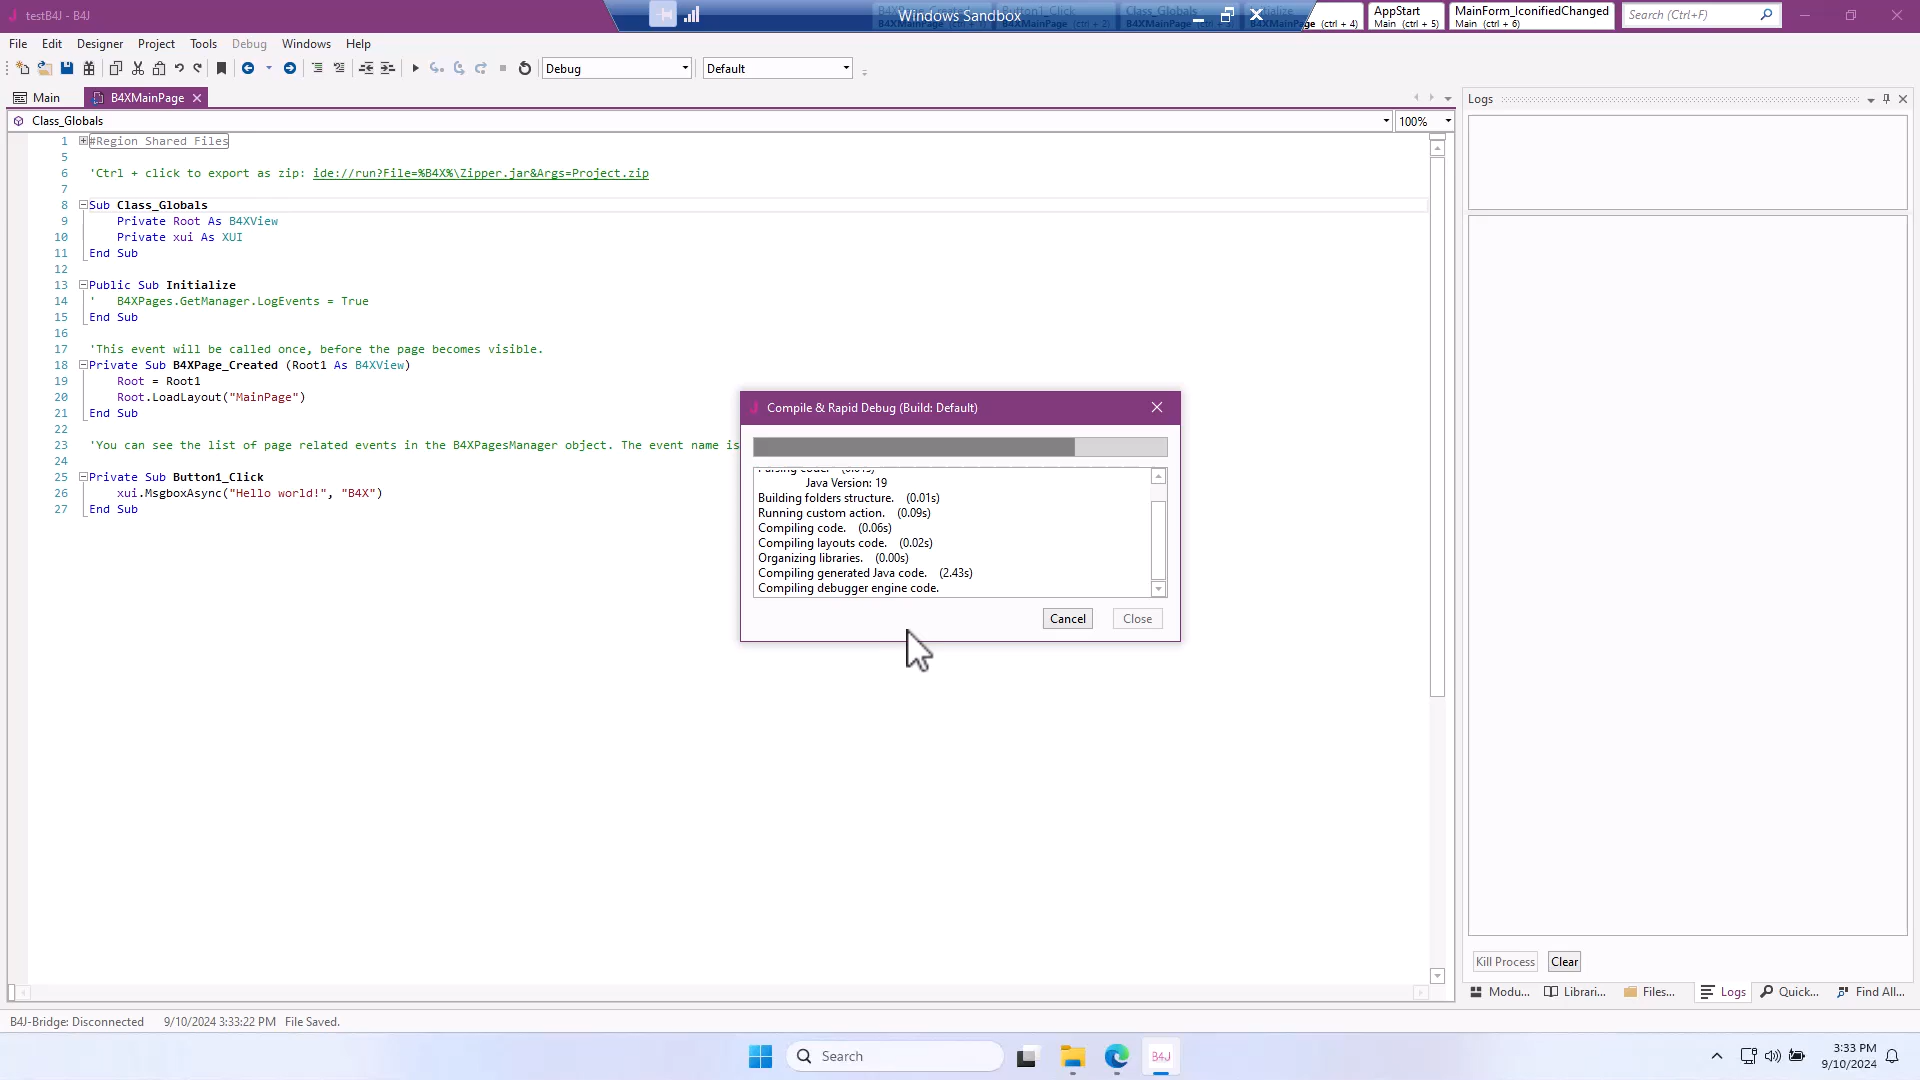 testB4J - B4J
Windows Sandbox
B4XMainPage (ctrl + 4)
AppStart
Main (ctrl + 5)
MainForm_IconifiedChanged
Main (ctrl + 6)
Search (Ctrl+F)
File Edit Designer Project Tools Debug Windows Help
Debug
Default
Main
B4XMainPage
Logs
Class_Globals
100%
1 #Region Shared Files
5
6 'Ctrl + click to export as zip: ide://run?File=%B4X%\Zipper.jar&Args=Project.zip
7
8 Sub Class_Globals
9 Private Root As B4XView
10 Private xui As XUI
11 End Sub
12
13 Public Sub Initialize
14 ' B4XPages.GetManager.LogEvents = True
15 End Sub
16
17 'This event will be called once, before the page becomes visible.
18 Private Sub B4XPage_Created (Root1 As B4XView)
19 Root = Root1
20 Root.LoadLayout("MainPage")
21 End Sub
22
23 'You can see the list of page related events in the B4XPagesManager object. The event name is
24
25 Private Sub Button1_Click
26 xui.MsgboxAsync("Hello world!", "B4X")
27 End Sub
Compile & Rapid Debug (Build: Default)
Parsing code. (0.01s)
Java Version: 19
Building folders structure. (0.01s)
Running custom action. (0.09s)
Compiling code. (0.06s)
Compiling layouts code. (0.02s)
Organizing libraries. (0.00s)
Compiling generated Java code. (2.43s)
Compiling debugger engine code.
Cancel
Close
Kill Process
Clear
Modu...
Librari...
Files...
Logs
Quick...
Find All...
B4J-Bridge: Disconnected 9/10/2024 3:33:22 PM File Saved.
Search
B4J
3:33 PM
9/10/2024